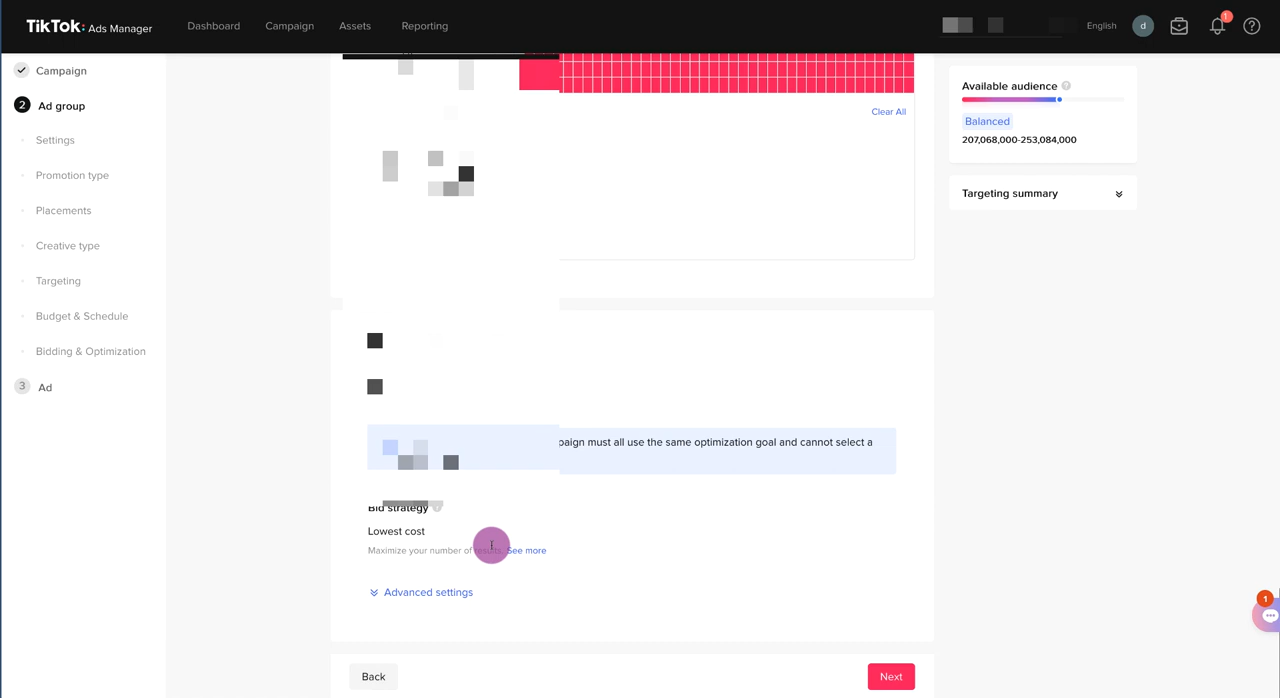 TikTok: Ads Manager
Dashboard
Campaign
Assets
Reporting
English
d
1
?
Campaign
2 Ad group
Settings
Promotion type
Placements
Creative type
Targeting
Budget & Schedule
Bidding & Optimization
3 Ad
Clear All
paign must all use the same optimization goal and cannot select a
Bid strategy ?
Lowest cost
Maximize your number of results. See more
Advanced settings
Back
Next
Available audience ?
Balanced
207,068,000-253,084,000
Targeting summary
1